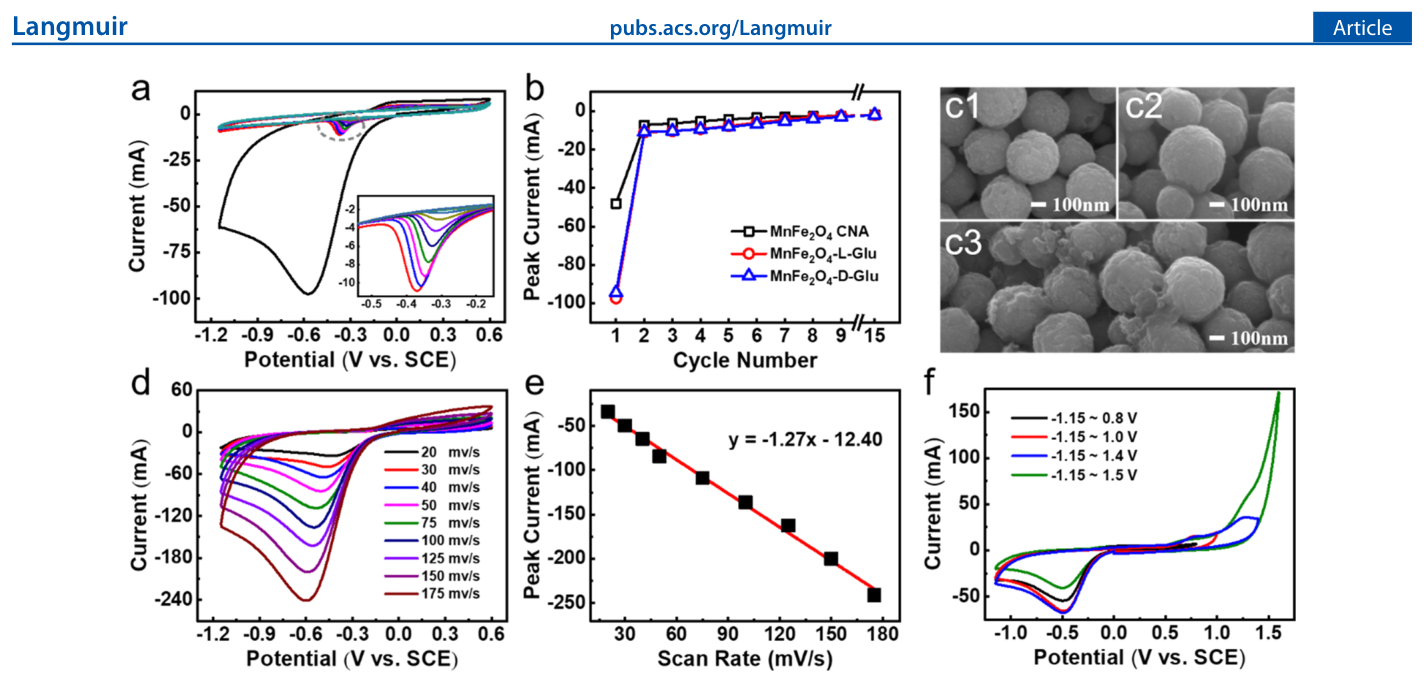 Langmuir
pubs.acs.org/Langmuir
Article
a
Current (mA)
0
-25
-50
-75
-100
-2
-4
-6
-8
-10
-0.5 -0.4 -0.3 -0.2
-1.2 -0.9 -0.6 -0.3 0.0 0.3 0.6
Potential (V vs. SCE)
b
Peak Current (mA)
0
-20
-40
-60
-80
-100
MnFe₂O₄ CNA
MnFe₂O₄-L-Glu
MnFe₂O₄-D-Glu
1 2 3 4 5 6 7 8 9 15
Cycle Number
c1
100nm
c2
100nm
c3
100nm
d
Current (mA)
60
0
-60
-120
-180
-240
20 mv/s
30 mv/s
40 mv/s
50 mv/s
75 mv/s
100 mv/s
125 mv/s
150 mv/s
175 mv/s
-1.2 -0.9 -0.6 -0.3 0.0 0.3 0.6
Potential (V vs. SCE)
e
Peak Current (mA)
-50
-100
-150
-200
-250
y = -1.27x - 12.40
30 60 90 120 150 180
Scan Rate (mV/s)
f
Current (mA)
150
100
50
0
-50
-1.15 ~ 0.8 V
-1.15 ~ 1.0 V
-1.15 ~ 1.4 V
-1.15 ~ 1.5 V
-1.0 -0.5 0.0 0.5 1.0 1.5
Potential (V vs. SCE)